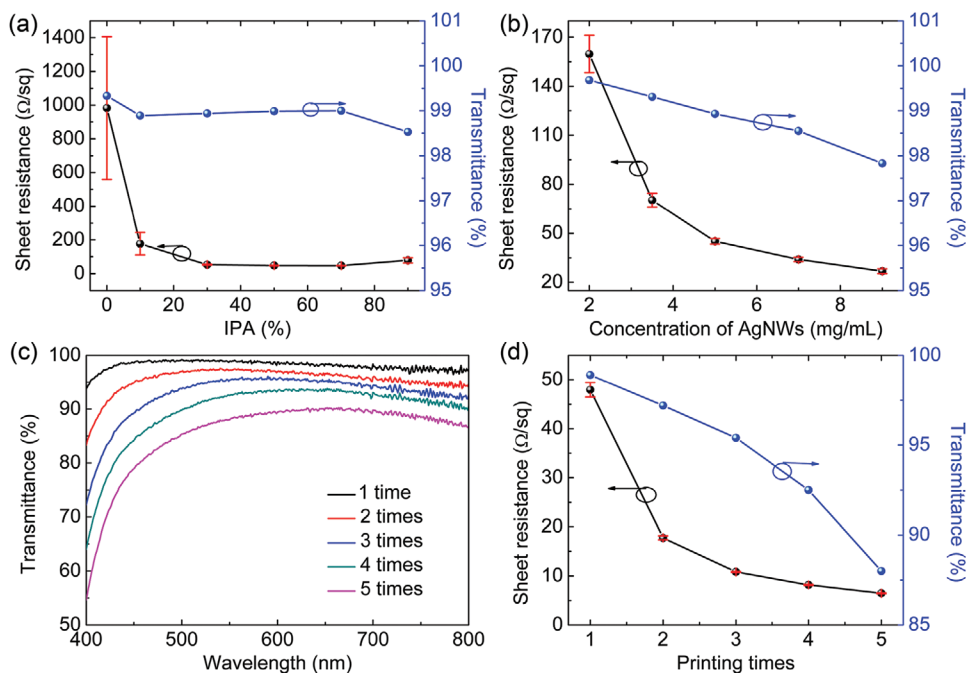 (a)
1400
1200
1000
800
600
400
200
0
Sheet resistance (Ω/sq)
0 20 40 60 80
IPA (%)
101
100
99
98
97
96
95
Transmittance (%)
(b)
170
140
110
80
50
20
Sheet resistance (Ω/sq)
2 4 6 8
Concentration of AgNWs (mg/mL)
101
100
99
98
97
96
95
Transmittance (%)
(c)
100
90
80
70
60
50
Transmittance (%)
400 500 600 700 800
Wavelength (nm)
1 time
2 times
3 times
4 times
5 times
(d)
50
40
30
20
10
0
Sheet resistance (Ω/sq)
1 2 3 4 5
Printing times
100
95
90
85
Transmittance (%)